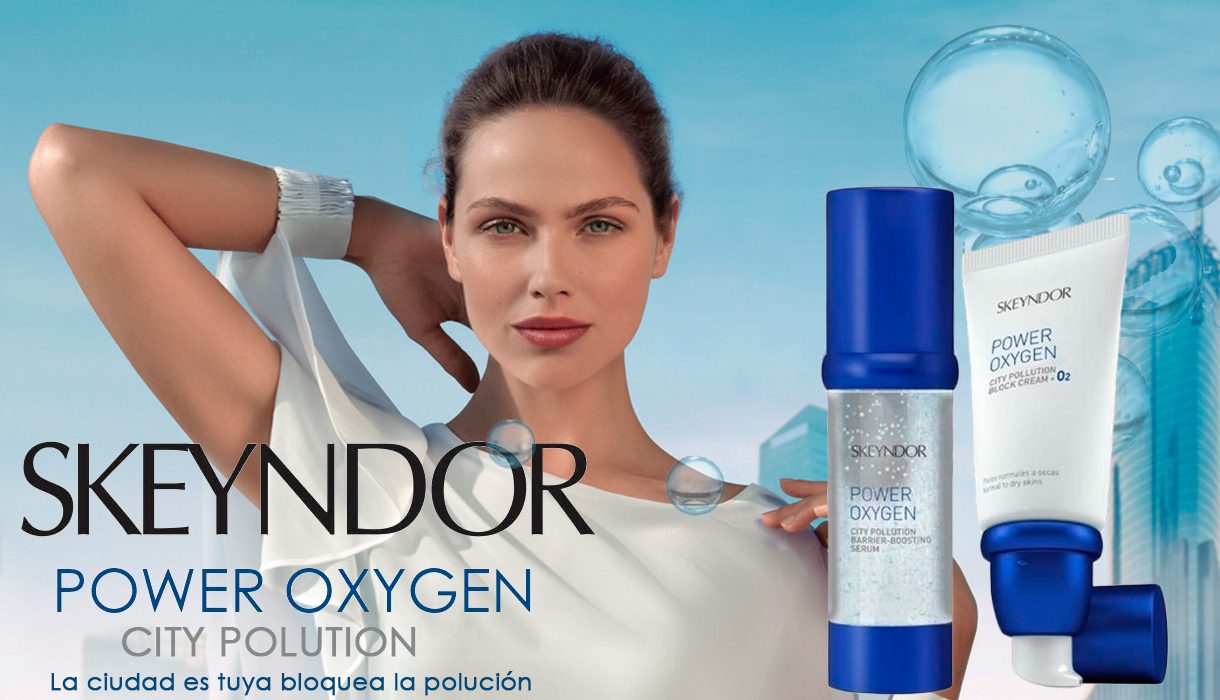 SKEYNDOR
POWER OXYGEN
CITY POLUTION
La ciudad es tuya bloquea la polución
SKEYNDOR
POWER
OXYGEN
CITY POLLUTION
BARRIER-BOOSTING
SERUM
SKEYNDOR
POWER
OXYGEN
CITY POLLUTION
BLOCK CREAM + O2
Pieles normales a secas
Normal to dry skins